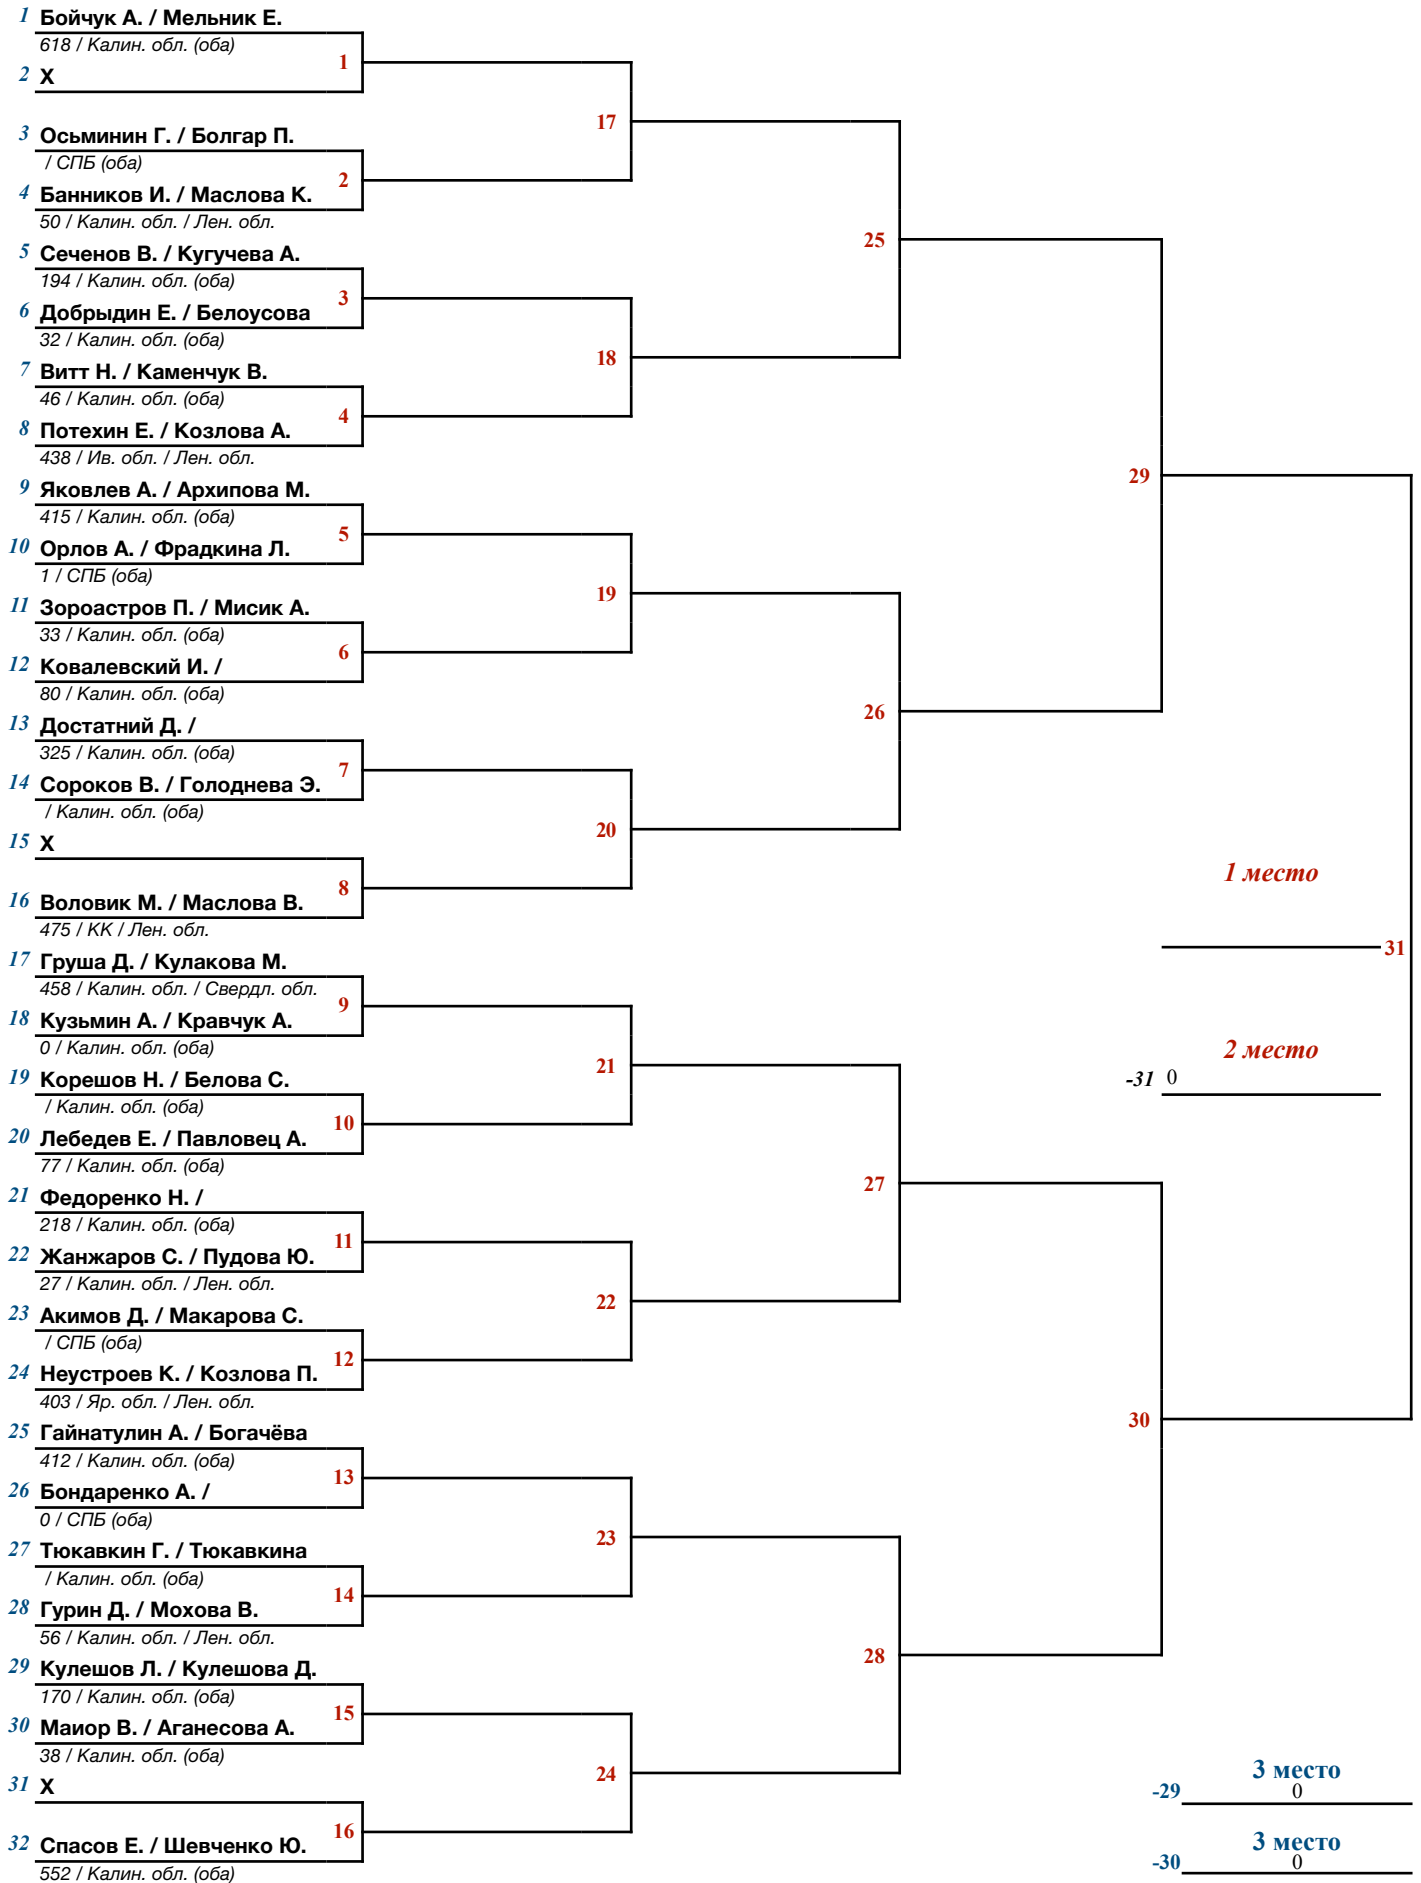 1 Бойчук А. / Мельник Е.
618 / Калин. обл. (оба)
1
2 X
17
3 Осьминин Г. / Болгар П.
/ СПБ (оба)
2
4 Банников И. / Маслова К.
50 / Калин. обл. / Лен. обл.
25
5 Сеченов В. / Кугучева А.
194 / Калин. обл. (оба)
3
6 Добрыдин Е. / Белоусова
32 / Калин. обл. (оба)
18
7 Витт Н. / Каменчук В.
46 / Калин. обл. (оба)
4
8 Потехин Е. / Козлова А.
438 / Ив. обл. / Лен. обл.
29
9 Яковлев А. / Архипова М.
415 / Калин. обл. (оба)
5
10 Орлов А. / Фрадкина Л.
1 / СПБ (оба)
19
11 Зороастров П. / Мисик А.
33 / Калин. обл. (оба)
6
12 Ковалевский И. /
80 / Калин. обл. (оба)
26
13 Достатний Д. /
325 / Калин. обл. (оба)
7
14 Сороков В. / Голоднева Э.
/ Калин. обл. (оба)
20
15 X
1 место
8
16 Воловик М. / Маслова В.
475 / КК / Лен. обл.
31
17 Груша Д. / Кулакова М.
458 / Калин. обл. / Свердл. обл.
9
18 Кузьмин А. / Кравчук А.
0 / Калин. обл. (оба)
2 место
21
-31 0
19 Корешов Н. / Белова С.
/ Калин. обл. (оба)
10
20 Лебедев Е. / Павловец А.
77 / Калин. обл. (оба)
27
21 Федоренко Н. /
218 / Калин. обл. (оба)
11
22 Жанжаров С. / Пудова Ю.
27 / Калин. обл. / Лен. обл.
22
23 Акимов Д. / Макарова С.
/ СПБ (оба)
12
24 Неустроев К. / Козлова П.
403 / Яр. обл. / Лен. обл.
30
25 Гайнатулин А. / Богачёва
412 / Калин. обл. (оба)
13
26 Бондаренко А. /
0 / СПБ (оба)
23
27 Тюкавкин Г. / Тюкавкина
/ Калин. обл. (оба)
14
28 Гурин Д. / Мохова В.
56 / Калин. обл. / Лен. обл.
28
29 Кулешов Л. / Кулешова Д.
170 / Калин. обл. (оба)
15
30 Маиор В. / Аганесова А.
38 / Калин. обл. (оба)
24
3 место
31 X
-29 0
16
32 Спасов Е. / Шевченко Ю.
3 место
-30 0
552 / Калин. обл. (оба)